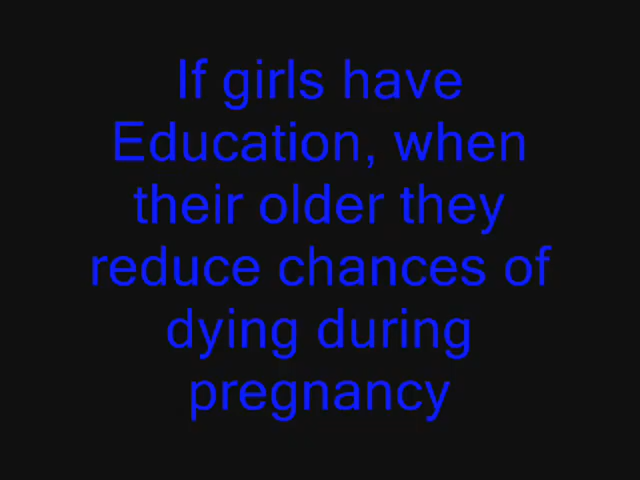 If girls have
Education, when
their older they
reduce chances of
dying during
pregnancy